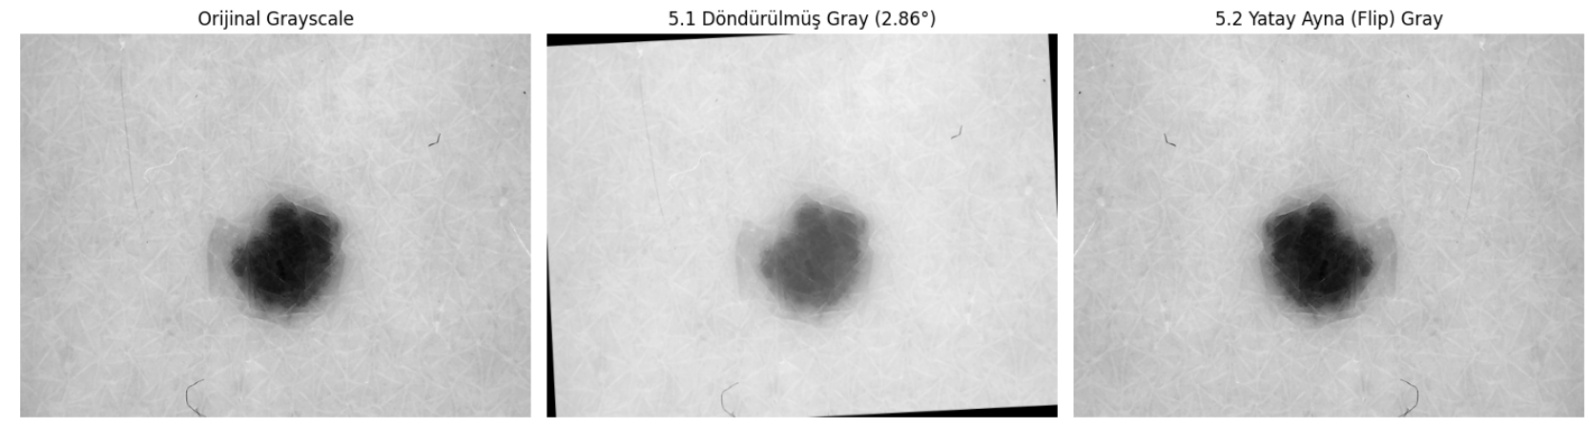 Orijinal Grayscale
5.1 Döndürülmüş Gray (2.86°)
5.2 Yatay Ayna (Flip) Gray